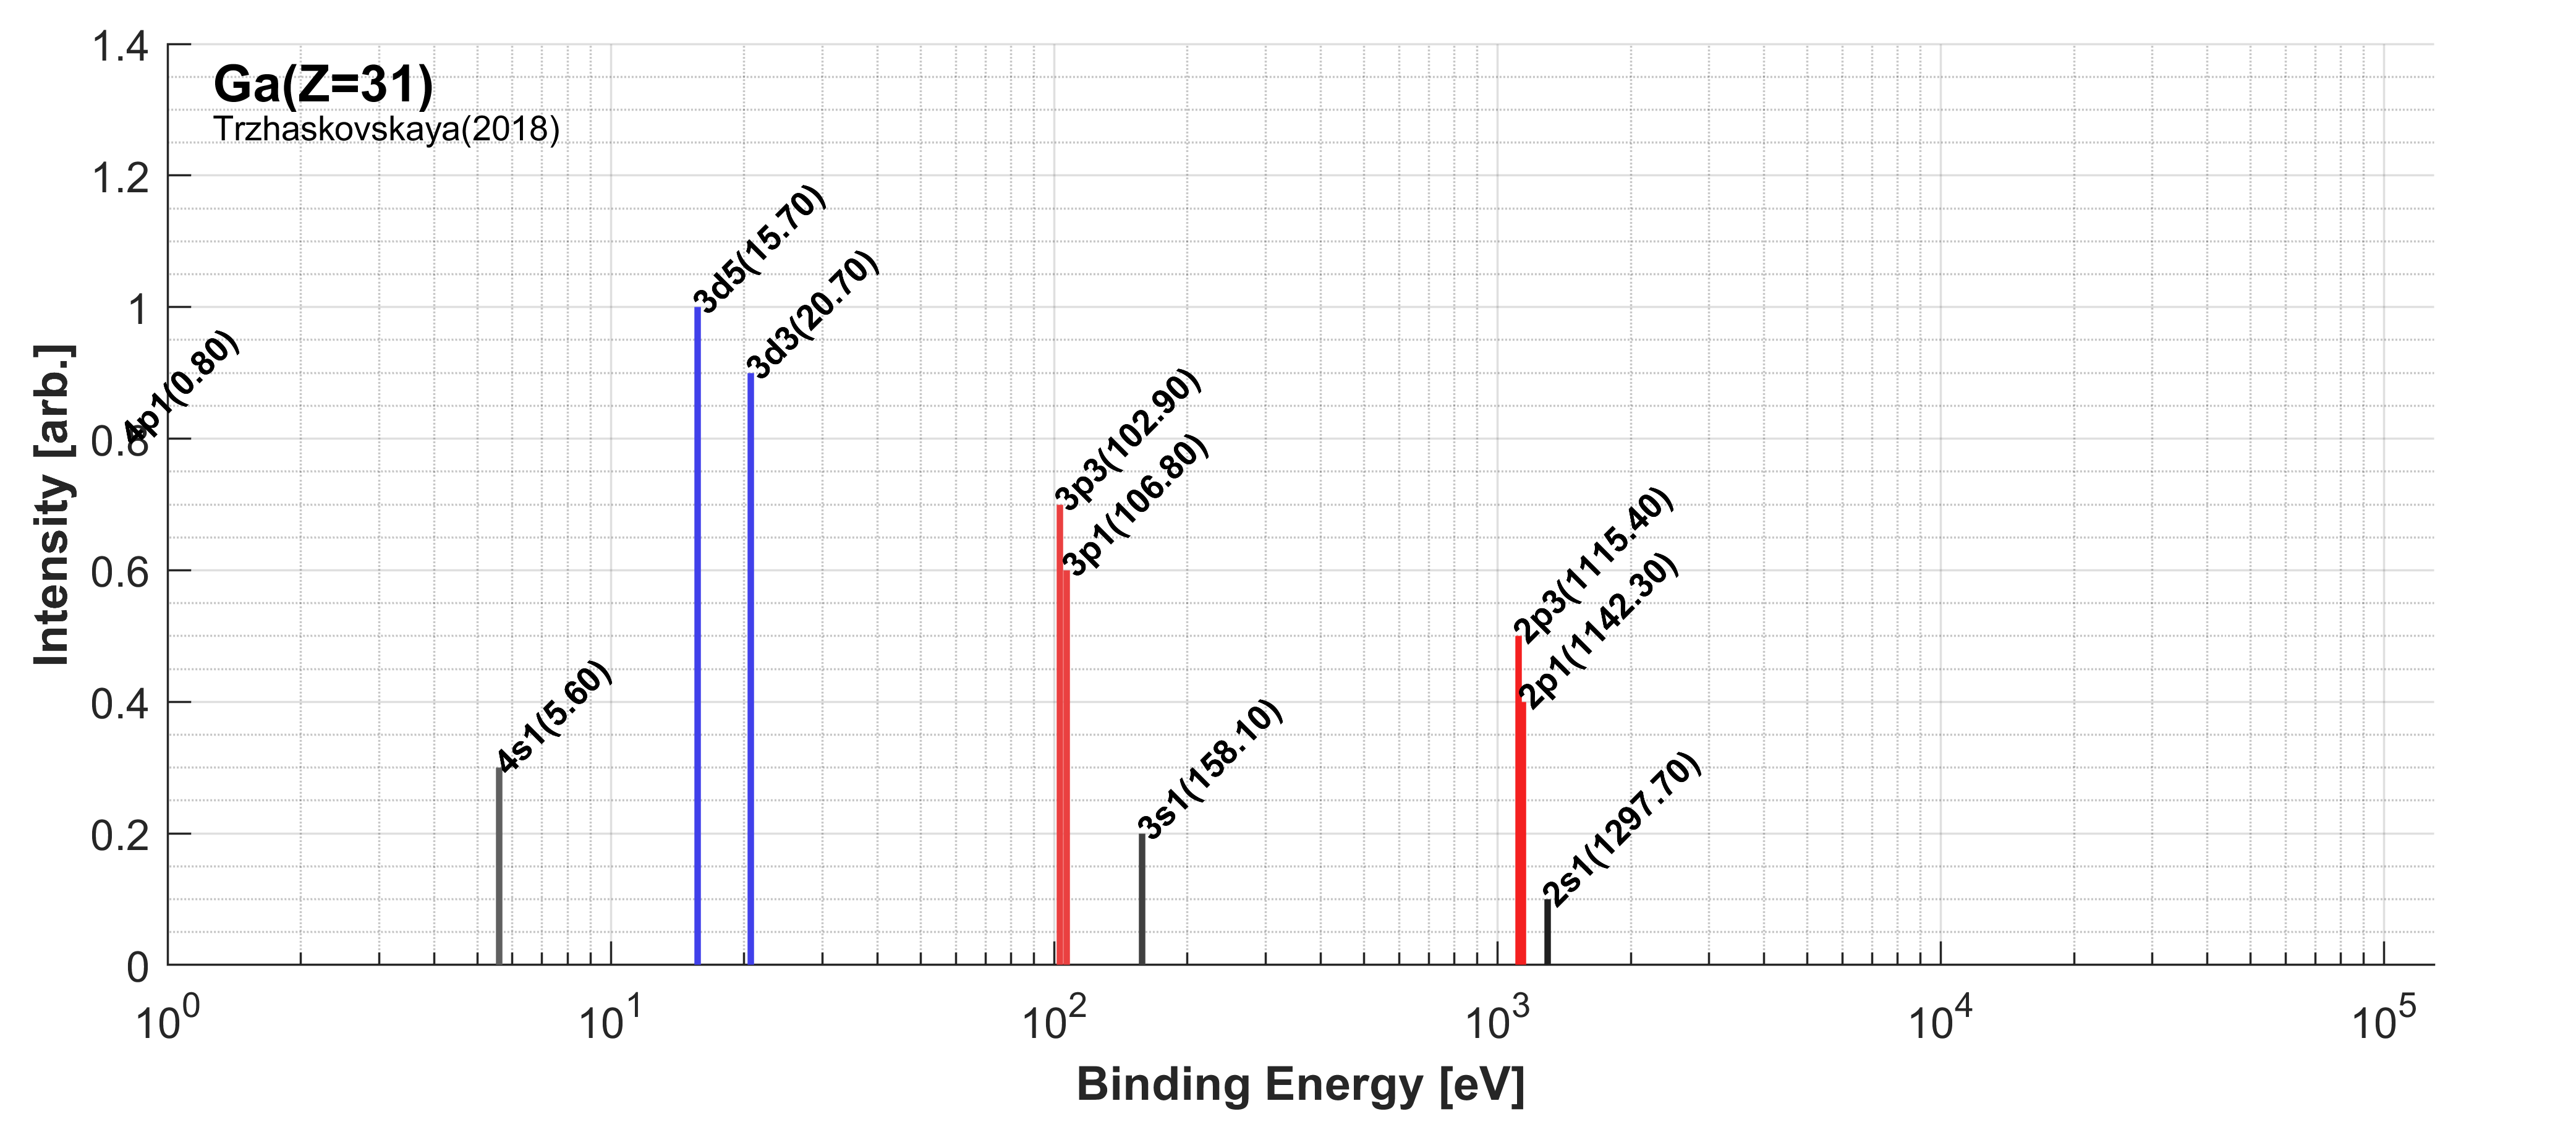 1.4
Ga(Z=31)
Trzhaskovskaya(2018)
1.2
3d5(15.70)
3d3(20.70)
1
4p1(0.80)
0.8
3p3(102.90)
3p1(106.80)
Intensity [arb.]
0.6
2p3(1115.40)
2p1(1142.30)
4s1(5.60)
0.4
3s1(158.10)
2s1(1297.70)
0.2
0
10^0 10^1 10^2 10^3 10^4 10^5
Binding Energy [eV]